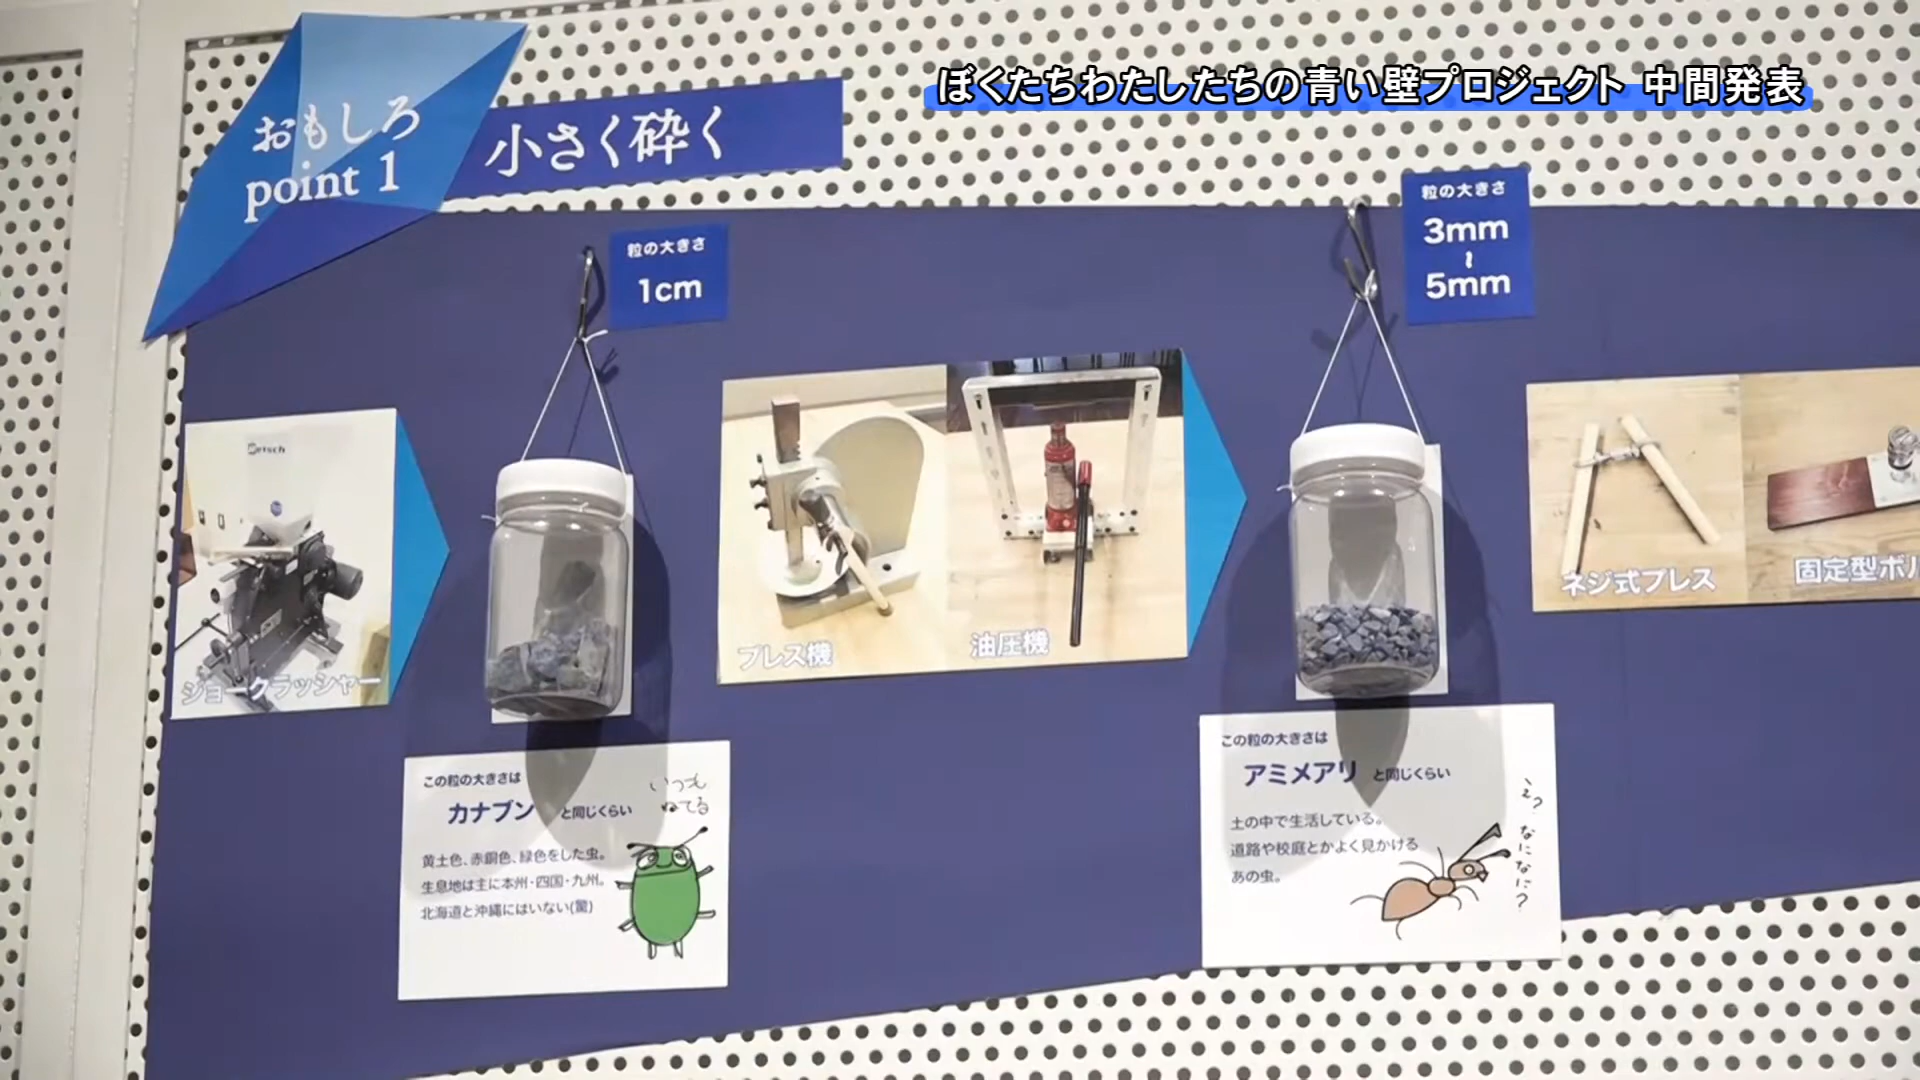 ぼくたちわたしたちの青い壁プロジェクト 中間発表
おもしろ
point 1
小さく砕く
粒の大きさ
1cm
粒の大きさ
3mm
~
5mm
Retsch
ジョークラッシャー
プレス機
油圧機
ネジ式プレス
固定型ボル
この粒の大きさは
カナブン と同じくらい
黄土色、赤銅色、緑色をした虫。
生息地は主に本州・四国・九州。
北海道と沖縄にはいない(驚)
いつも
ねてる
この粒の大きさは
アミメアリ と同じくらい
土の中で生活している。
道路や校庭とかよく見かける
あの虫。
え?
なになに?